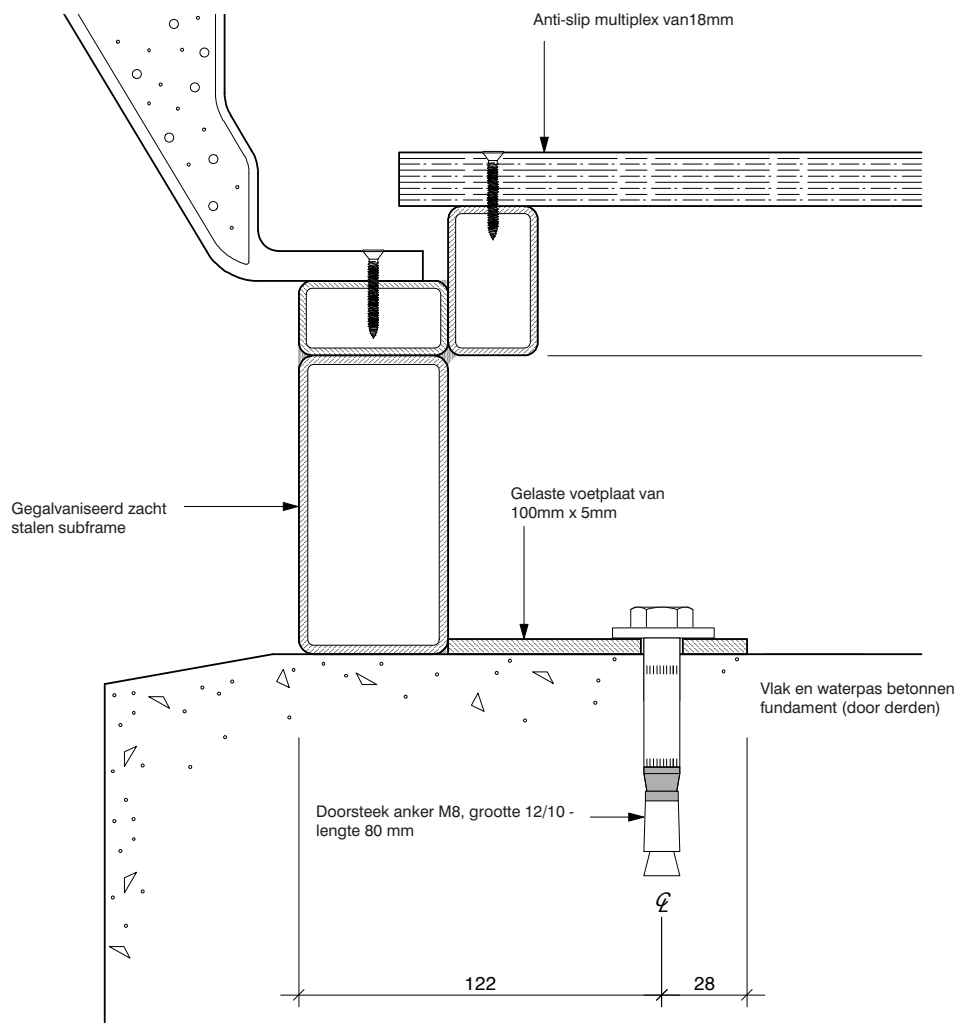 Anti-slip multiplex van18mm
Gegalvaniseerd zacht
stalen subframe
Gelaste voetplaat van
100mm x 5mm
Vlak en waterpas betonnen
fundament (door derden)
Doorsteek anker M8, grootte 12/10 -
lengte 80 mm
℄
122
28